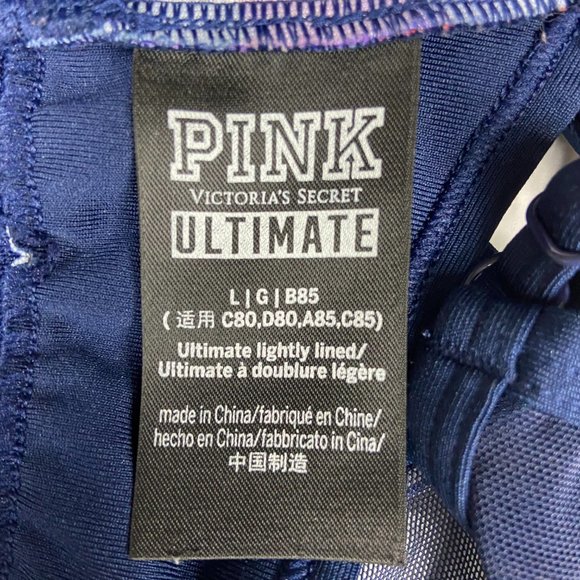 PINK
VICTORIA'S SECRET
ULTIMATE
L|G|B85
(适用 C80,D80,A85,C85)
Ultimate lightly lined/
Ultimate à doublure légère
made in China/fabriqué en Chine/
hecho en China/fabbricato in Cina/
中国制造